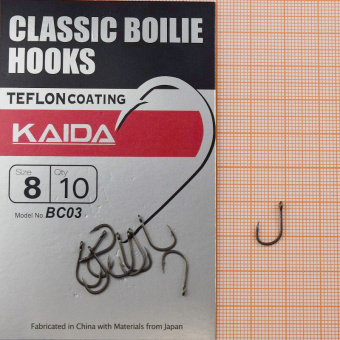 CLASSIC BOILIE
HOOKS
TEFLON COATING
KAIDA
Size Qty
8 10
Model No. BC03
Fabricated in China with Materials from Japan